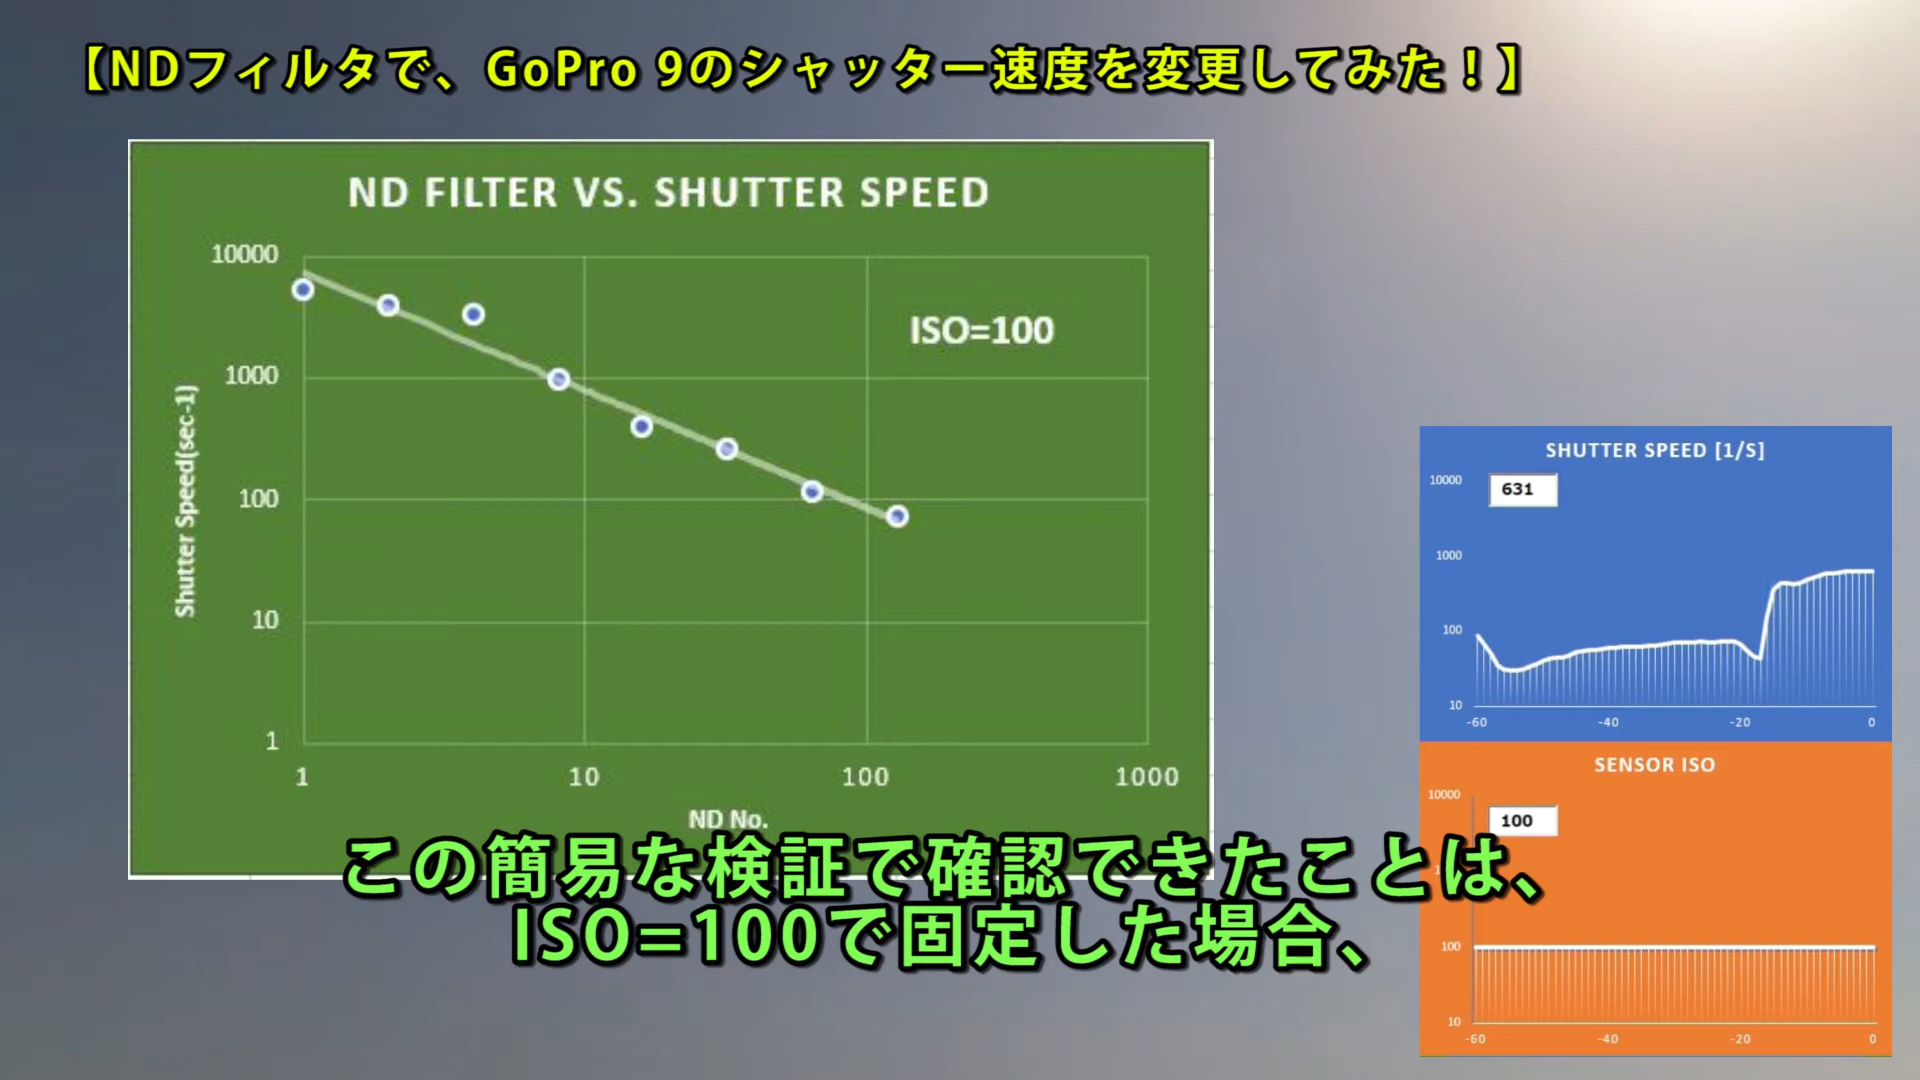 【NDフィルタで、GoPro 9のシャッター速度を変更してみた！】
ND FILTER VS. SHUTTER SPEED
10000
1000
100
10
1
Shutter Speed(sec-1)
ISO=100
1 10 100 1000
ND No.
SHUTTER SPEED [1/S]
10000
631
1000
100
10
-60 -40 -20 0
SENSOR ISO
10000
100
100
10
-60 -40 -20 0
この簡易な検証で確認できたことは、
ISO=100で固定した場合、